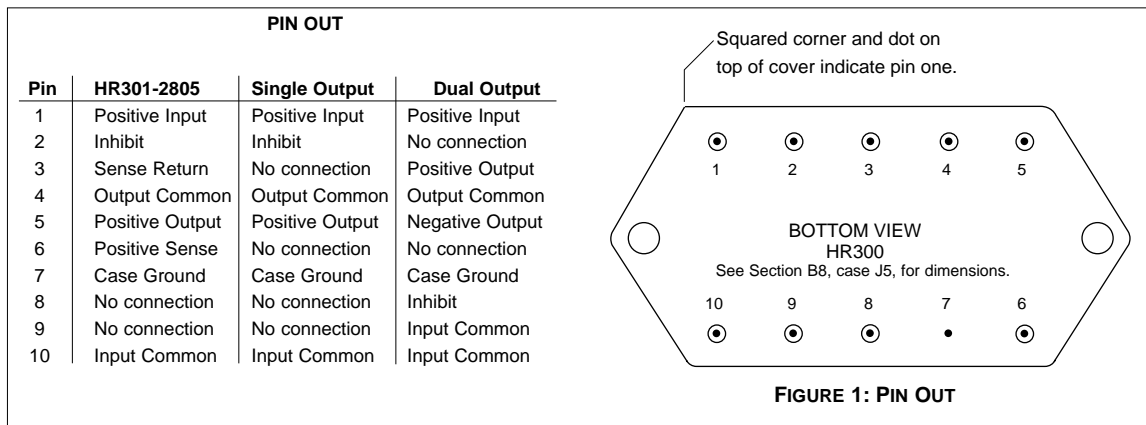 PIN OUT
Pin HR301-2805 Single Output Dual Output
1 Positive Input Positive Input Positive Input
2 Inhibit Inhibit No connection
3 Sense Return No connection Positive Output
4 Output Common Output Common Output Common
5 Positive Output Positive Output Negative Output
6 Positive Sense No connection No connection
7 Case Ground Case Ground Case Ground
8 No connection No connection Inhibit
9 No connection No connection Input Common
10 Input Common Input Common Input Common
Squared corner and dot on
top of cover indicate pin one.
1 2 3 4 5
BOTTOM VIEW
HR300
See Section B8, case J5, for dimensions.
10 9 8 7 6
FIGURE 1: PIN OUT